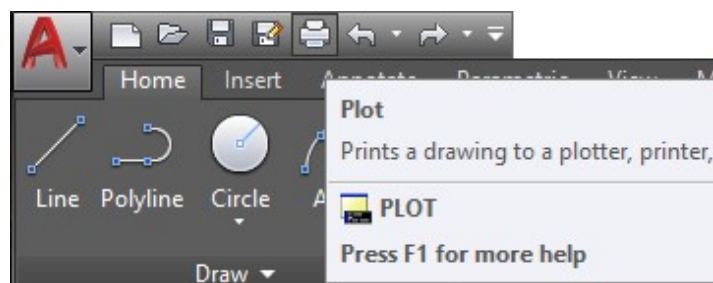 A
Home Insert
Plot
Prints a drawing to a plotter, printer,
Line Polyline Circle A
PLOT
Press F1 for more help
Draw